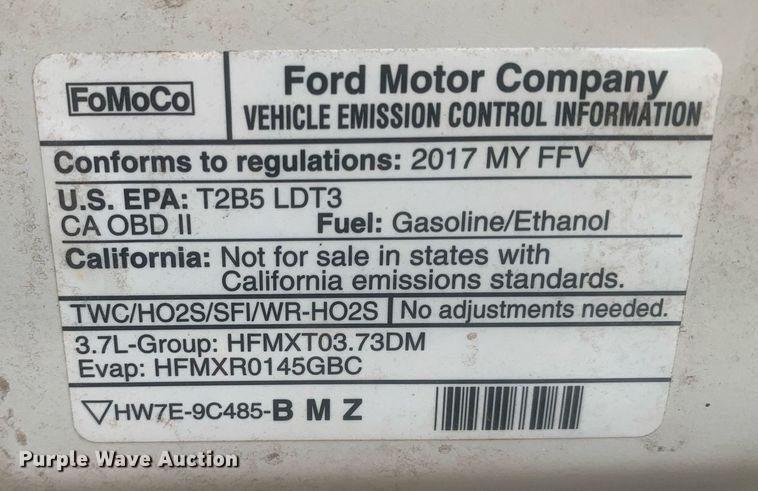 FoMoCo
Ford Motor Company
VEHICLE EMISSION CONTROL INFORMATION
Conforms to regulations: 2017 MY FFV
U.S. EPA: T2B5 LDT3
CA OBD II Fuel: Gasoline/Ethanol
California: Not for sale in states with
California emissions standards.
TWC/HO2S/SFI/WR-HO2S No adjustments needed.
3.7L-Group: HFMXT03.73DM
Evap: HFMXR0145GBC
HW7E-9C485-B M Z
Purple Wave Auction